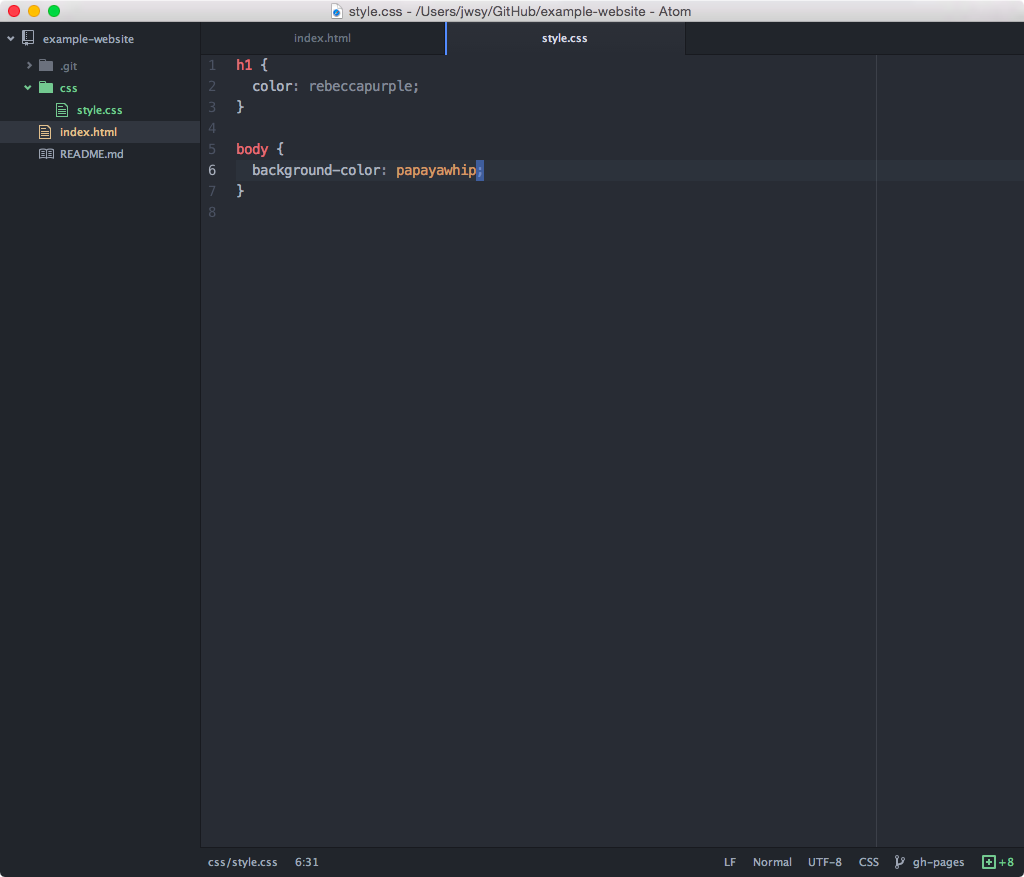 style.css - /Users/jwsy/GitHub/example-website - Atom
example-website
.git
css
style.css
index.html
README.md
index.html
style.css
1 h1 {
2   color: rebeccapurple;
3 }
4
5 body {
6   background-color: papayawhip;
7 }
8
css/style.css 6:31 LF Normal UTF-8 CSS gh-pages +8